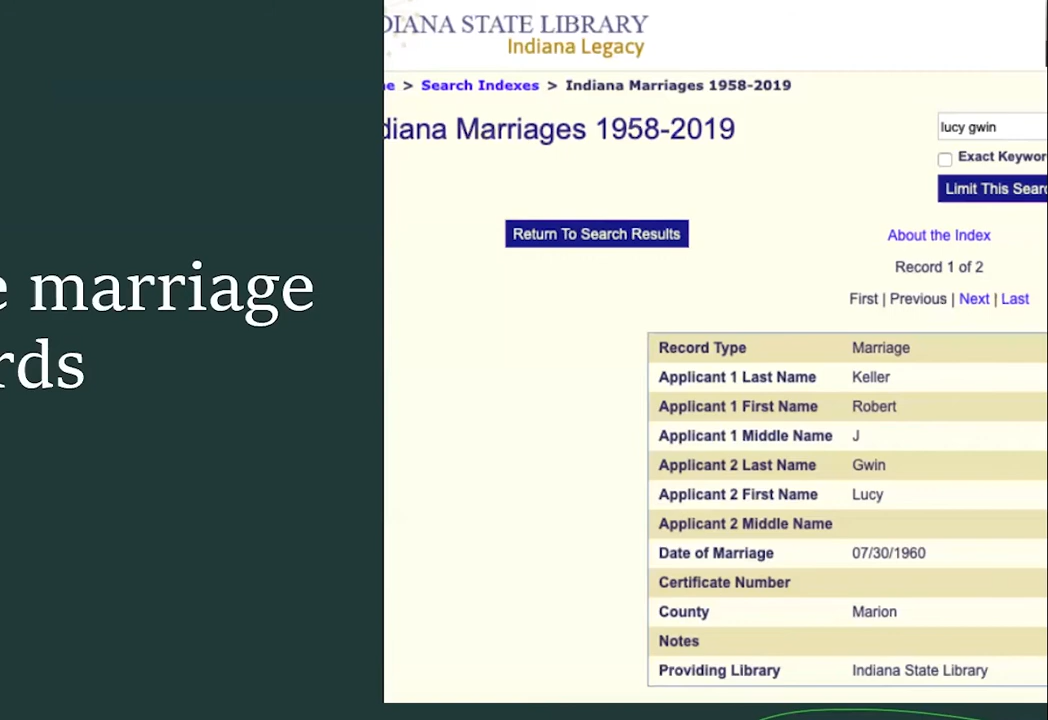 e marriage
rds
DIANA STATE LIBRARY
Indiana Legacy
e > Search Indexes > Indiana Marriages 1958-2019
diana Marriages 1958-2019
lucy gwin
Exact Keywor
Limit This Sear
Return To Search Results
About the Index
Record 1 of 2
First | Previous | Next | Last
Record Type Marriage
Applicant 1 Last Name Keller
Applicant 1 First Name Robert
Applicant 1 Middle Name J
Applicant 2 Last Name Gwin
Applicant 2 First Name Lucy
Applicant 2 Middle Name
Date of Marriage 07/30/1960
Certificate Number
County Marion
Notes
Providing Library Indiana State Library